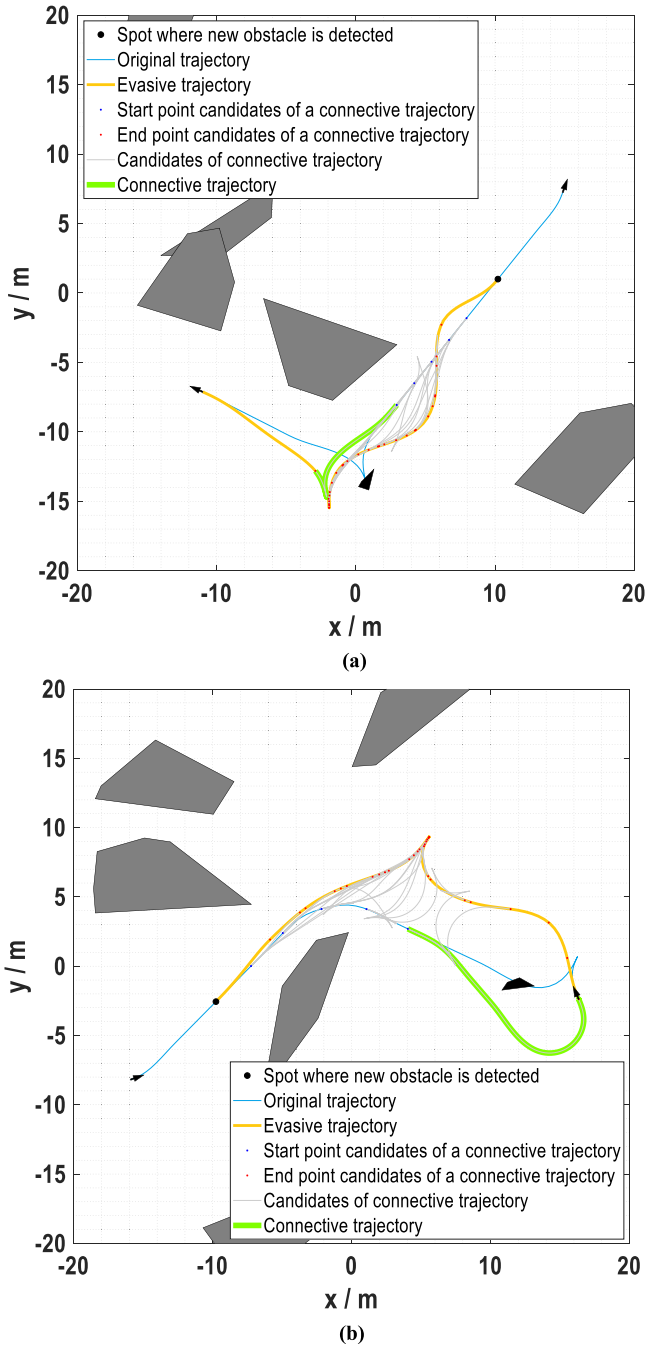 20
15
10
5
0
-5
-10
-15
-20
y / m
Spot where new obstacle is detected
Original trajectory
Evasive trajectory
Start point candidates of a connective trajectory
End point candidates of a connective trajectory
Candidates of connective trajectory
Connective trajectory
-20
-10
0
10
20
x / m
(a)
20
15
10
5
0
-5
-10
-15
-20
y / m
Spot where new obstacle is detected
Original trajectory
Evasive trajectory
Start point candidates of a connective trajectory
End point candidates of a connective trajectory
Candidates of connective trajectory
Connective trajectory
-20
-10
0
10
20
x / m
(b)